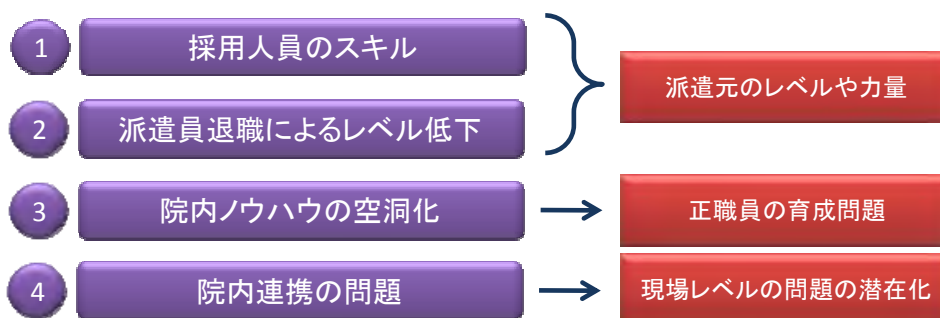 1
採用人員のスキル
2
派遣員退職によるレベル低下
派遣元のレベルや力量
3
院内ノウハウの空洞化
正職員の育成問題
4
院内連携の問題
現場レベルの問題の潜在化